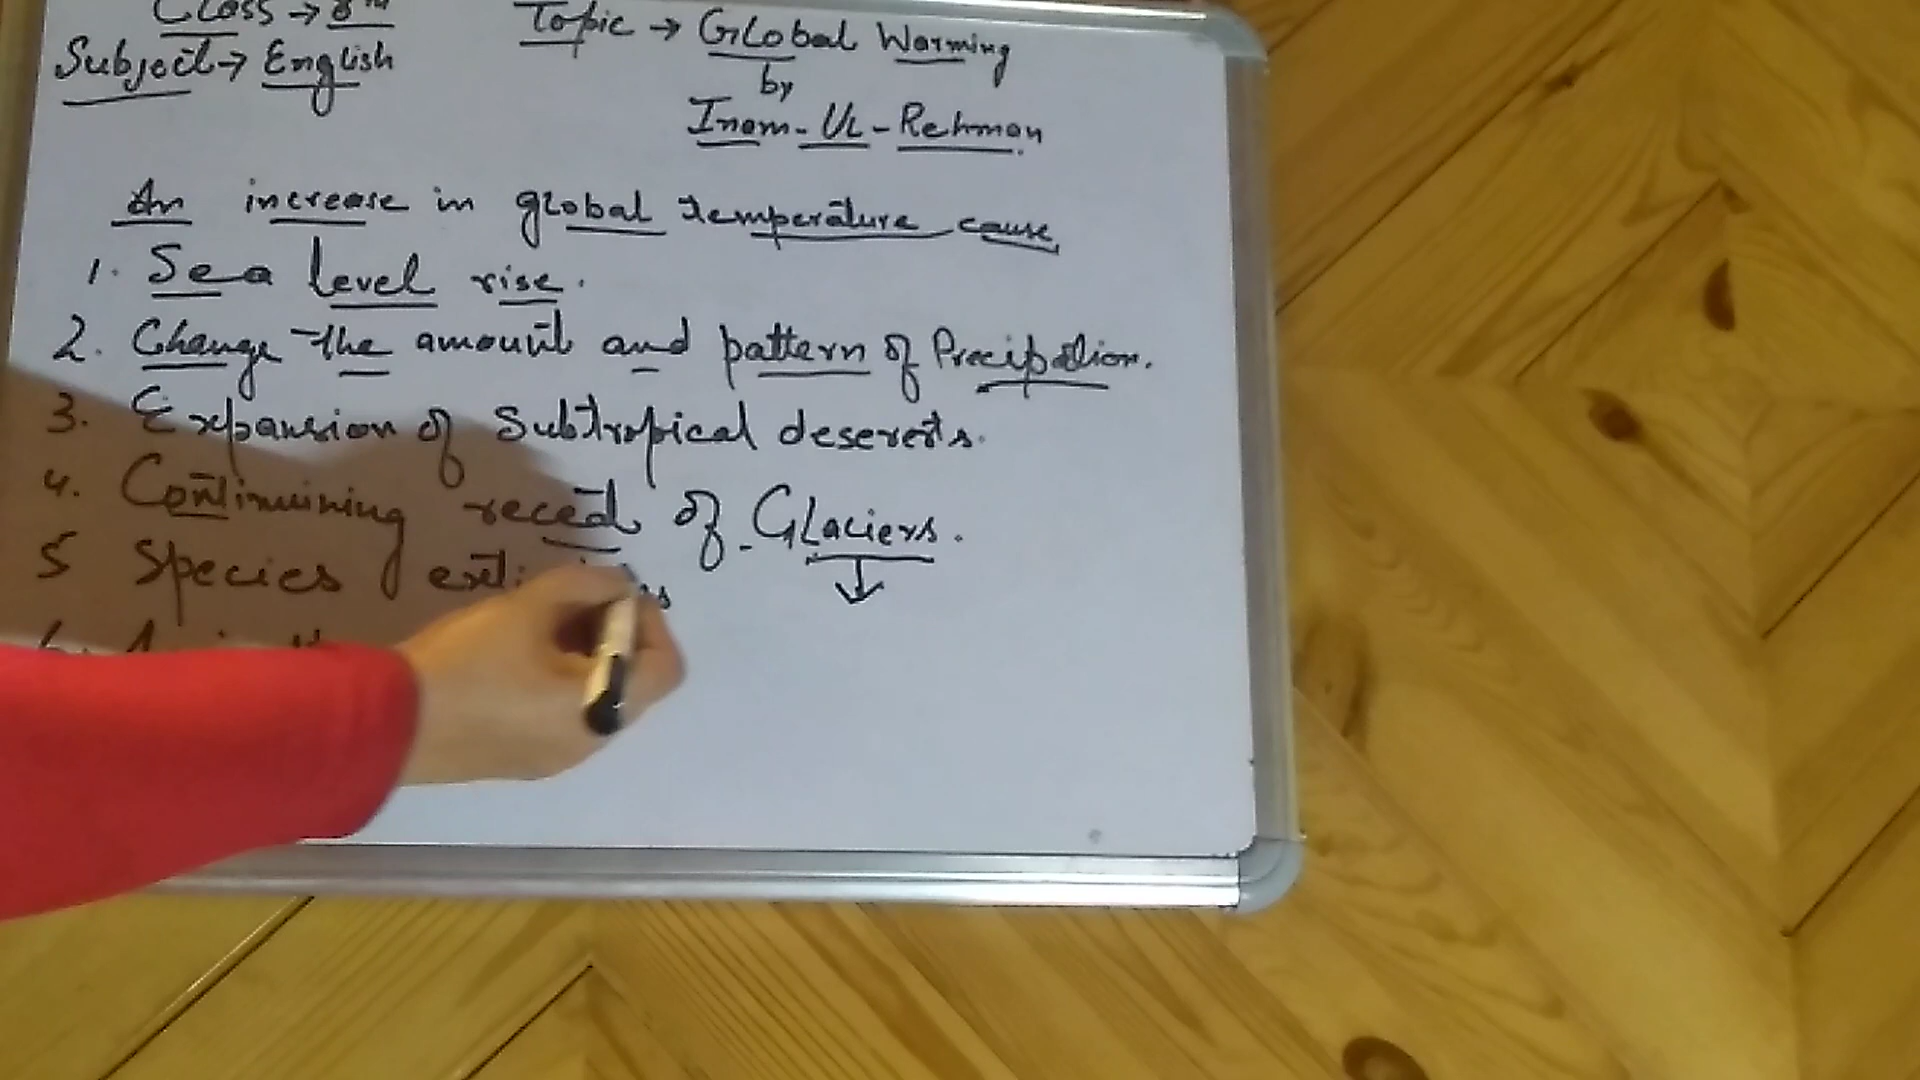 Class → 8th
Subject → English
Topic → Global Warming
by
Inam-Ul-Rehman
An increase in global temperature cause
1. Sea level rise.
2. Change the amount and pattern of Precipation.
3. Expansion of Subtropical deserets.
4. Continuining receat of Glaciers.
5 Species